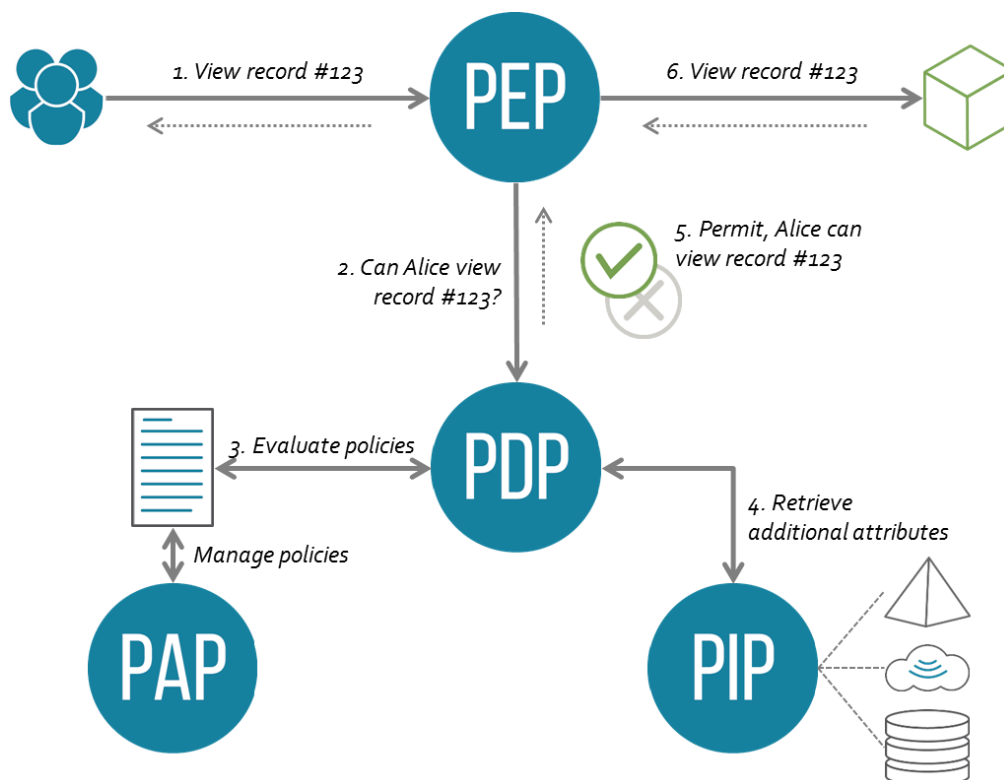 1. View record #123
PEP
6. View record #123
2. Can Alice view
record #123?
5. Permit, Alice can
view record #123
3. Evaluate policies
PDP
4. Retrieve
additional attributes
Manage policies
PAP
PIP